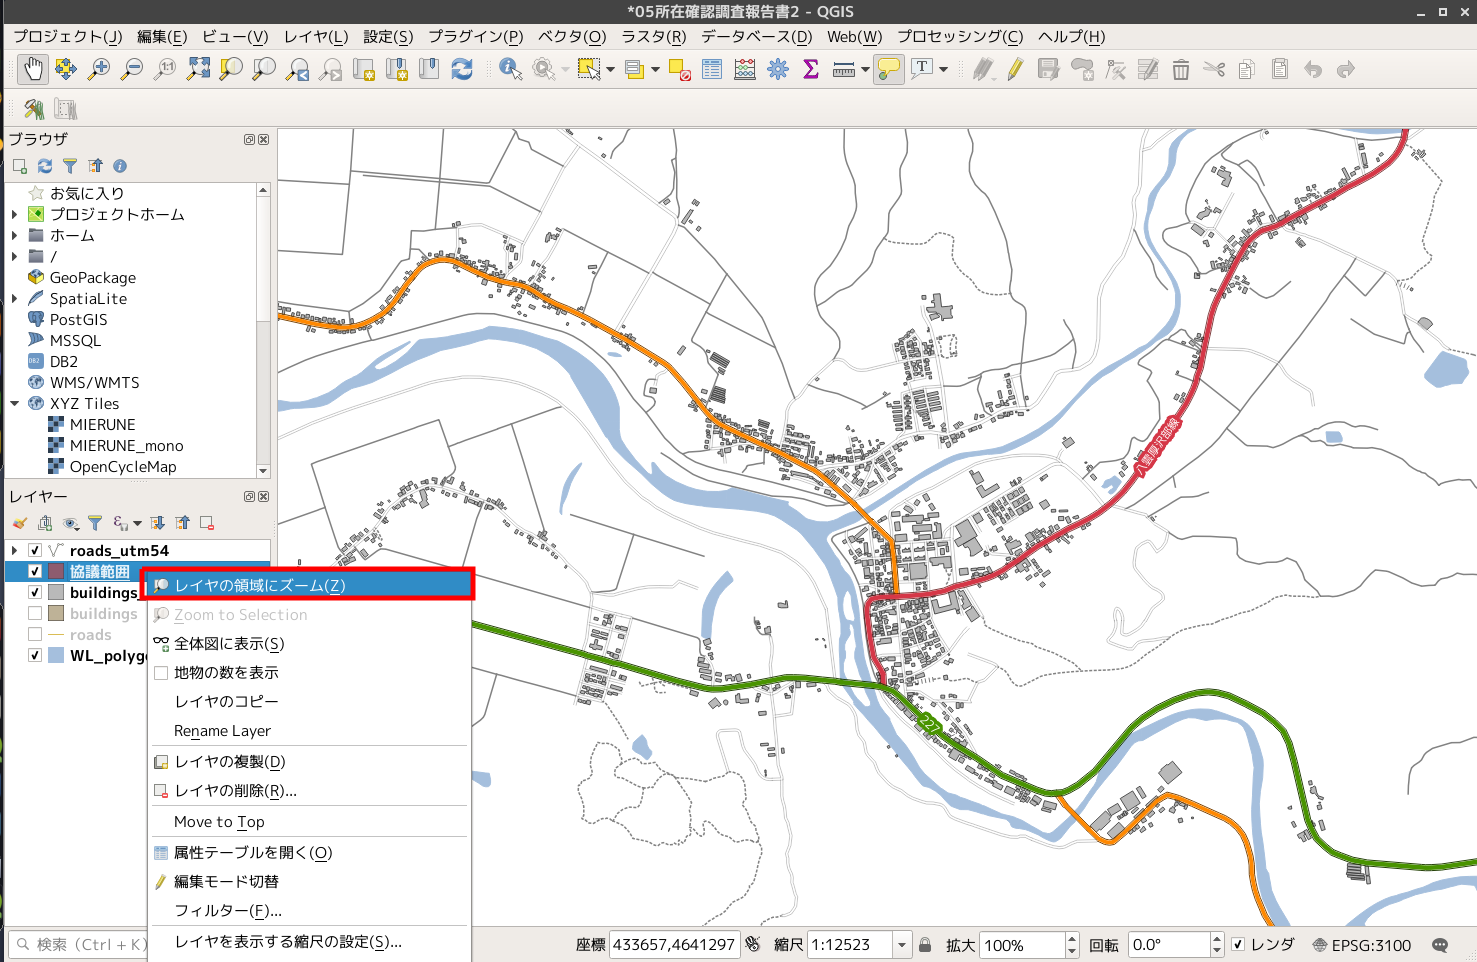 *05所在確認調査報告書2 - QGIS
プロジェクト(J) 編集(E) ビュー(V) レイヤ(L) 設定(S) プラグイン(P) ベクタ(O) ラスタ(R) データベース(D) Web(W) プロセッシング(C) ヘルプ(H)
ブラウザ
お気に入り
プロジェクトホーム
ホーム
/
GeoPackage
SpatiaLite
PostGIS
MSSQL
DB2
WMS/WMTS
XYZ Tiles
MIERUNE
MIERUNE_mono
OpenCycleMap
レイヤー
roads_utm54
協議範囲
buildings_
buildings
roads
WL_polyg
レイヤの領域にズーム(Z)
Zoom to Selection
全体図に表示(S)
地物の数を表示
レイヤのコピー
Rename Layer
レイヤの複製(D)
レイヤの削除(R)...
Move to Top
属性テーブルを開く(O)
編集モード切替
フィルター(F)...
レイヤを表示する縮尺の設定(S)...
八雲厚沢部線
227
検索 (Ctrl + K)
座標 433657,4641297 縮尺 1:12523 拡大 100% 回転 0.0° レンダ EPSG:3100